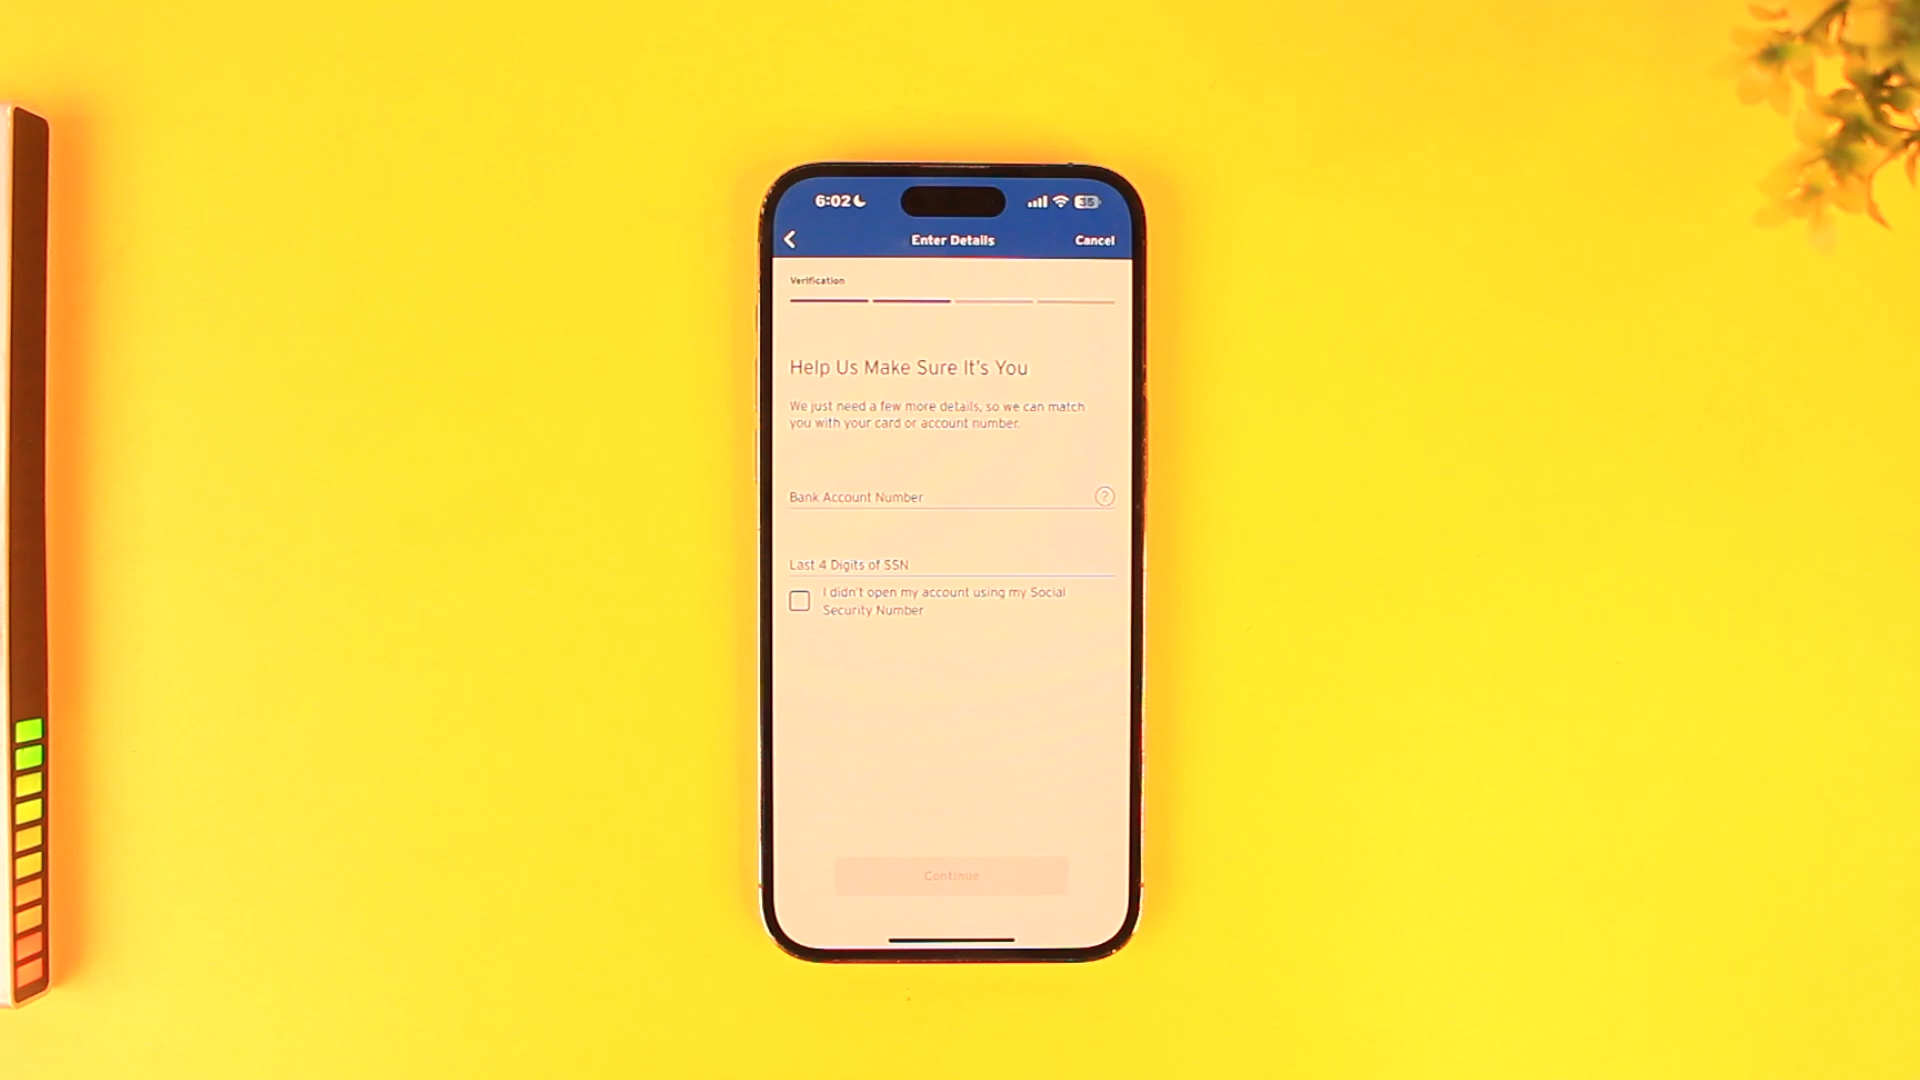 6:02
35
Enter Details
Cancel
Verification
Help Us Make Sure It's You
We just need a few more details, so we can match
you with your card or account number.
Bank Account Number
?
Last 4 Digits of SSN
I didn't open my account using my Social
Security Number
Continue